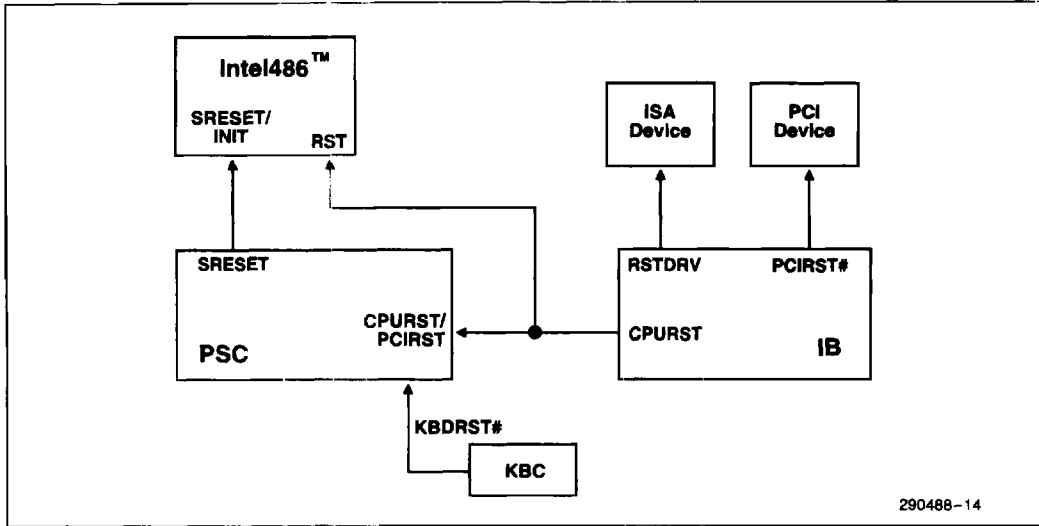 Intel486™
SRESET/
INIT
RST
ISA
Device
PCI
Device
SRESET
CPURST/
PCIRST
PSC
RSTDRV
PCIRST#
CPURST
IB
KBDRST#
KBC
290488-14